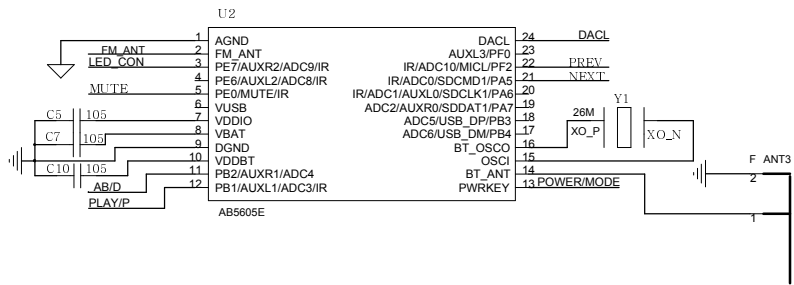 U2
1 AGND DACL 24 DACL
FM_ANT 2 FM_ANT AUXL3/PF0 23
LED_CON 3 PE7/AUXR2/ADC9/IR IR/ADC10/MICL/PF2 22 PREV
4 PE6/AUXL2/ADC8/IR IR/ADC0/SDCMD1/PA5 21 NEXT
MUTE 5 PE0/MUTE/IR IR/ADC1/AUXL0/SDCLK1/PA6 20
6 VUSB ADC2/AUXR0/SDDAT1/PA7 19
C5 105 7 VDDIO ADC5/USB_DP/PB3 18 26M Y1
C7 105 8 VBAT ADC6/USB_DM/PB4 17 XO_P XO_N
9 DGND BT_OSCO 16
C10 105 10 VDDBT OSCI 15
11 PB2/AUXR1/ADC4 BT_ANT 14 F ANT3
AB/D 12 PB1/AUXL1/ADC3/IR PWRKEY 13 POWER/MODE 2
PLAY/P
AB5605E
1